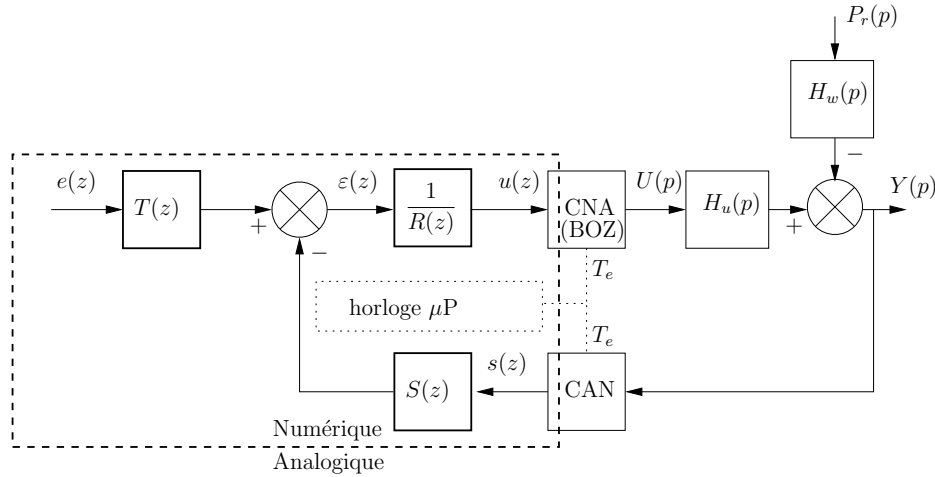 P_r(p)
H_w(p)
−
e(z)
T(z)
+
−
ε(z)
1
R(z)
u(z)
CNA
(BOZ)
U(p)
H_u(p)
+
Y(p)
T_e
horloge μP
T_e
S(z)
s(z)
CAN
Numérique
Analogique